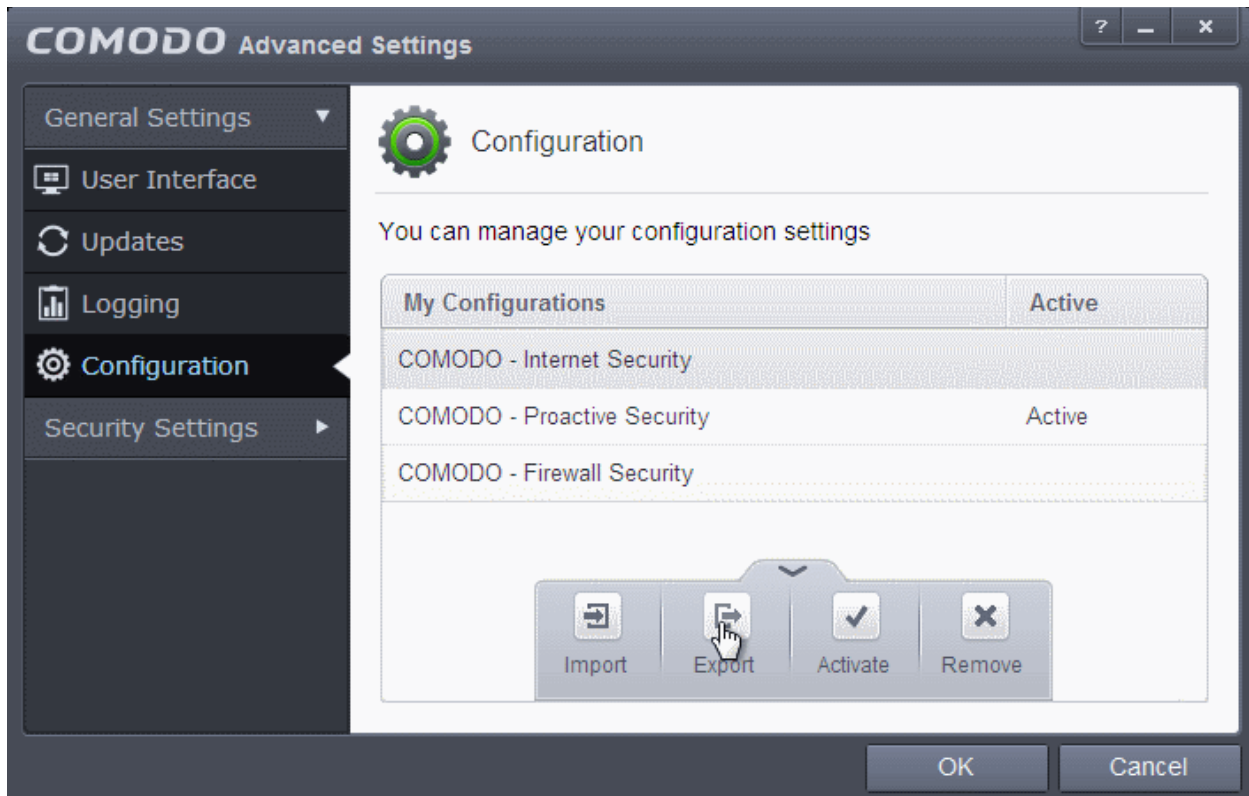 COMODO Advanced Settings
?
General Settings
User Interface
Updates
Logging
Configuration
Security Settings
Configuration
You can manage your configuration settings
My Configurations Active
COMODO - Internet Security
COMODO - Proactive Security Active
COMODO - Firewall Security
Import Export Activate Remove
OK Cancel